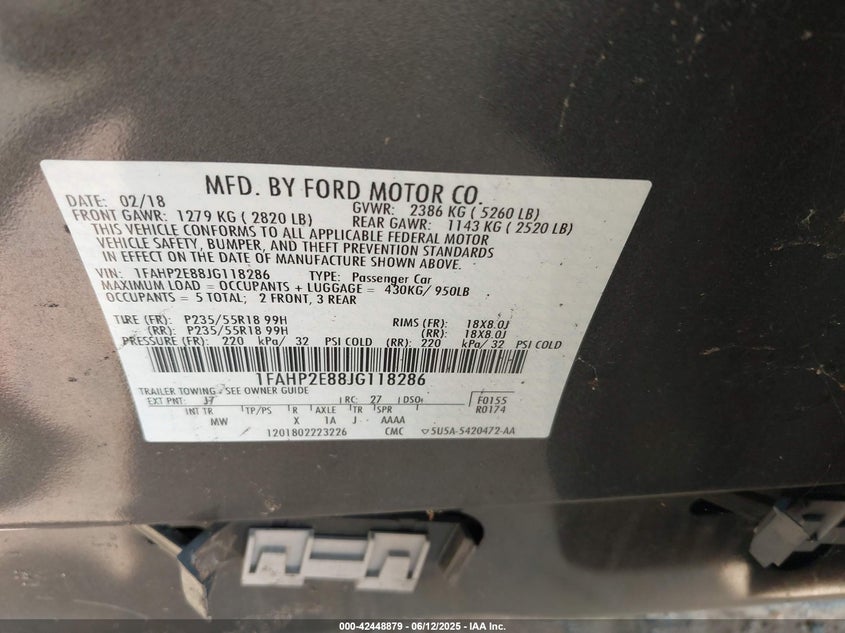 MFD. BY FORD MOTOR CO.
DATE: 02/18 GVWR: 2386 KG ( 5260 LB)
FRONT GAWR: 1279 KG ( 2820 LB) REAR GAWR: 1143 KG ( 2520 LB)
THIS VEHICLE CONFORMS TO ALL APPLICABLE FEDERAL MOTOR
VEHICLE SAFETY, BUMPER, AND THEFT PREVENTION STANDARDS
IN EFFECT ON THE DATE OF MANUFACTURE SHOWN ABOVE.
VIN: 1FAHP2E88JG118286 TYPE: Passenger Car
MAXIMUM LOAD = OCCUPANTS + LUGGAGE = 430KG/ 950LB
OCCUPANTS = 5 TOTAL; 2 FRONT, 3 REAR
TIRE (FR): P235/55R18 99H RIMS (FR): 18X8.0J
(RR): P235/55R18 99H (RR): 18X8.0J
PRESSURE (FR): 220 kPa/ 32 PSI COLD (RR): 220 kPa/ 32 PSI COLD
1FAHP2E88JG118286
TRAILER TOWING - SEE OWNER GUIDE
EXT PNT: J7 RC: 27 DSO: F0155
INT TR TP/PS R AXLE TR SPR R0174
MW X 1A J AAAA
1201802223226 CMC ▽5U5A-5420472-AA
000-42448879 - 06/12/2025 - IAA Inc.